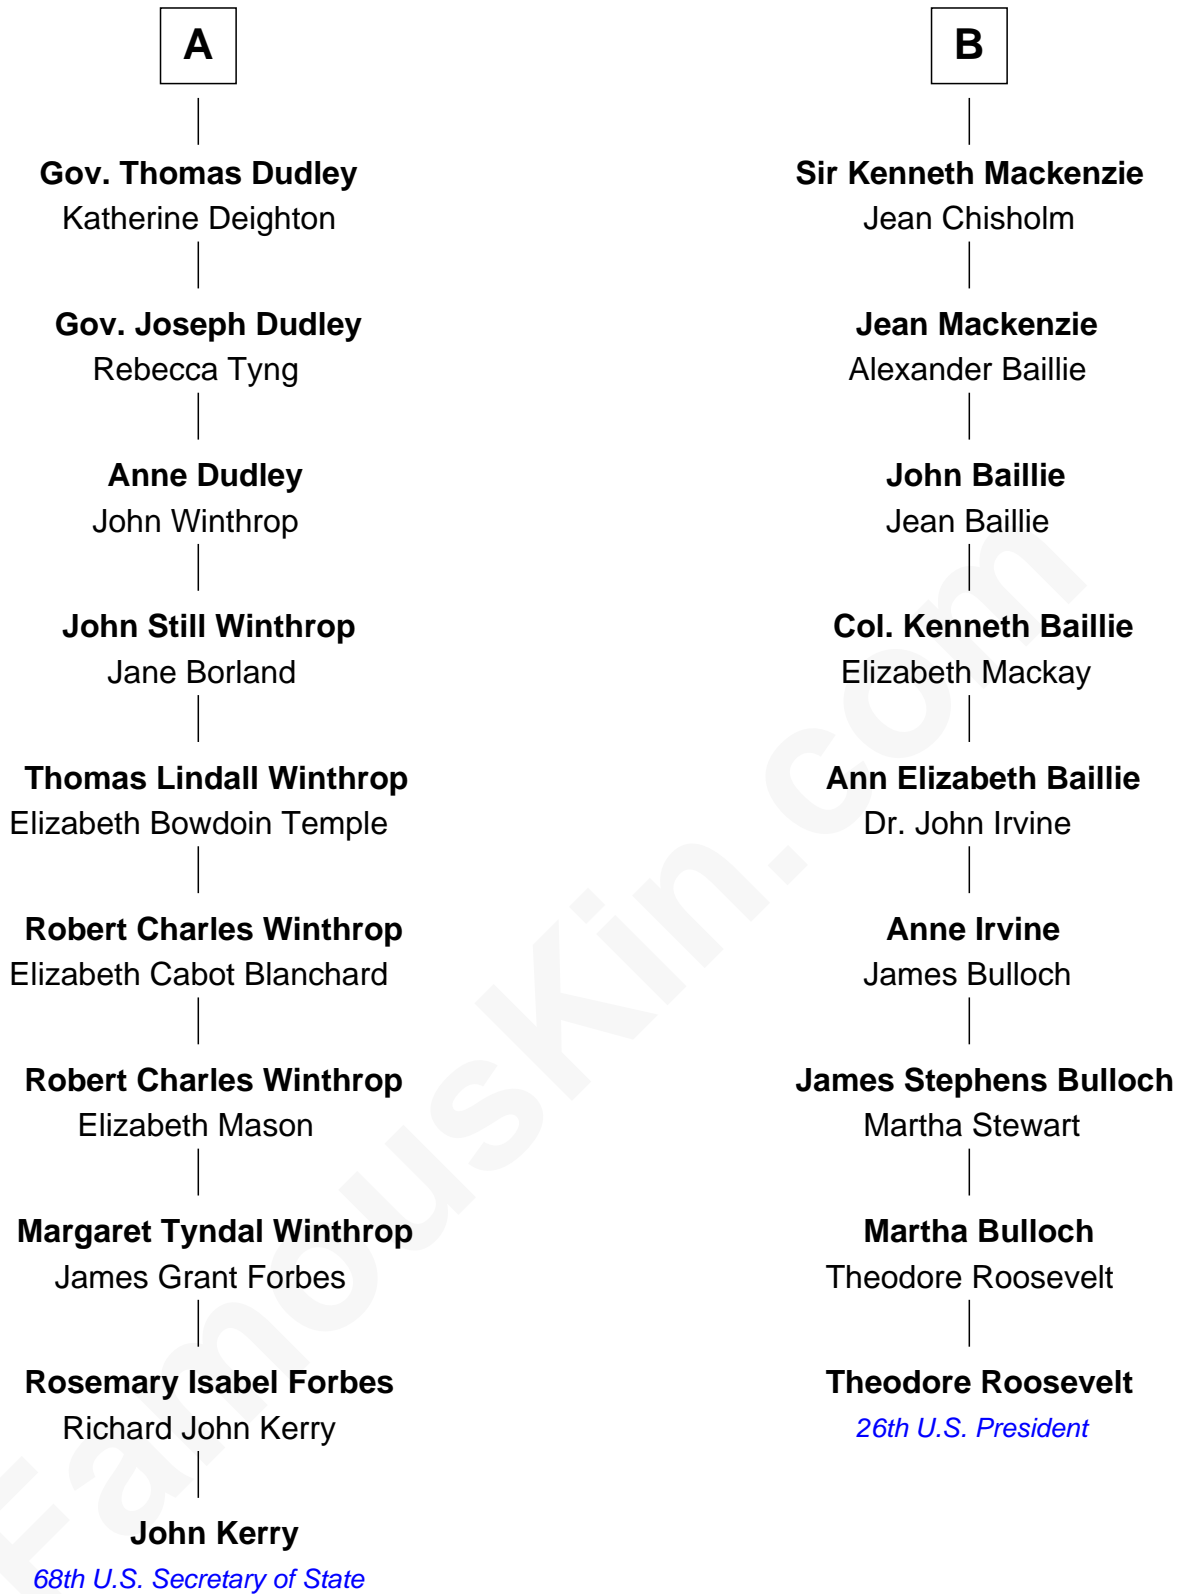 A
Gov. Thomas Dudley
Katherine Deighton
Gov. Joseph Dudley
Rebecca Tyng
Anne Dudley
John Winthrop
John Still Winthrop
Jane Borland
Thomas Lindall Winthrop
Elizabeth Bowdoin Temple
Robert Charles Winthrop
Elizabeth Cabot Blanchard
Robert Charles Winthrop
Elizabeth Mason
Margaret Tyndal Winthrop
James Grant Forbes
Rosemary Isabel Forbes
Richard John Kerry
John Kerry
68th U.S. Secretary of State
B
Sir Kenneth Mackenzie
Jean Chisholm
Jean Mackenzie
Alexander Baillie
John Baillie
Jean Baillie
Col. Kenneth Baillie
Elizabeth Mackay
Ann Elizabeth Baillie
Dr. John Irvine
Anne Irvine
James Bulloch
James Stephens Bulloch
Martha Stewart
Martha Bulloch
Theodore Roosevelt
Theodore Roosevelt
26th U.S. President
FamousKin.com